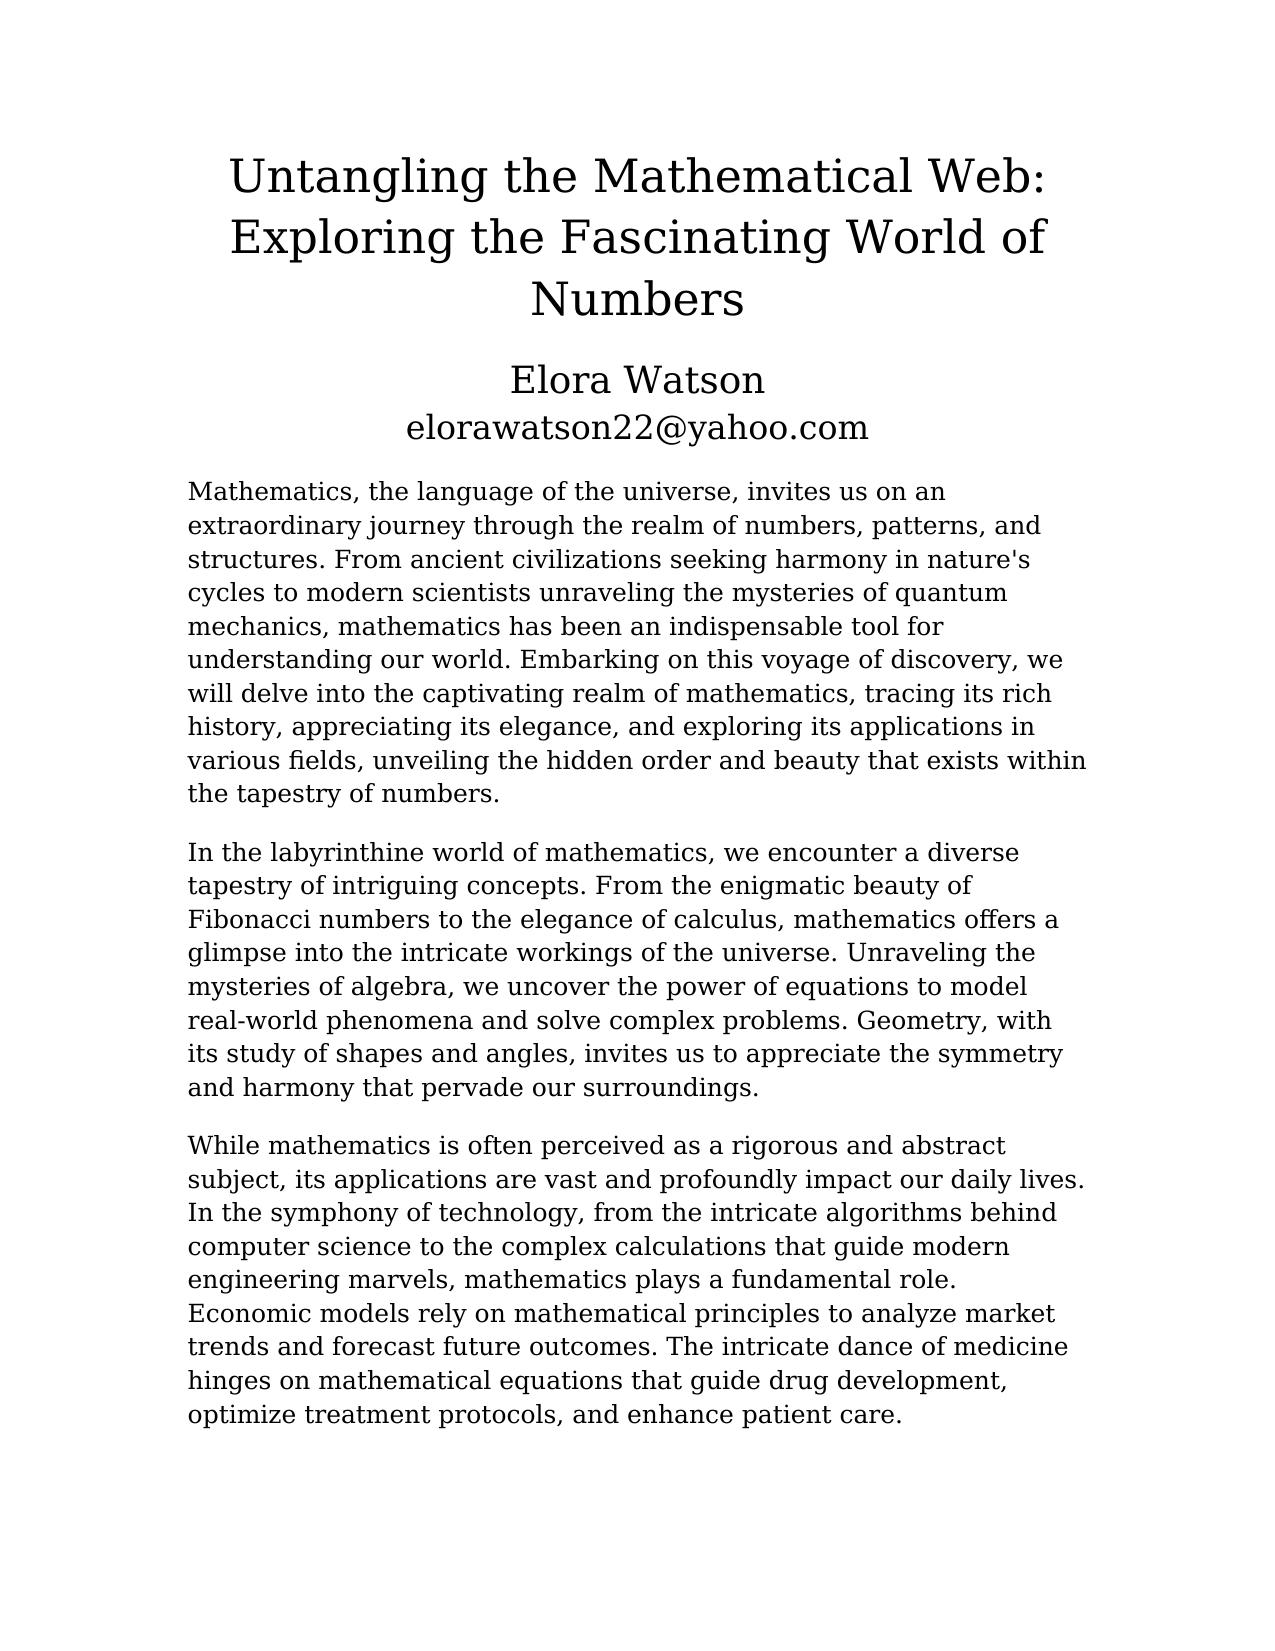 Untangling the Mathematical Web:
Exploring the Fascinating World of
Numbers
Elora Watson
elorawatson22@yahoo.com
Mathematics, the language of the universe, invites us on an
extraordinary journey through the realm of numbers, patterns, and
structures. From ancient civilizations seeking harmony in nature's
cycles to modern scientists unraveling the mysteries of quantum
mechanics, mathematics has been an indispensable tool for
understanding our world. Embarking on this voyage of discovery, we
will delve into the captivating realm of mathematics, tracing its rich
history, appreciating its elegance, and exploring its applications in
various fields, unveiling the hidden order and beauty that exists within
the tapestry of numbers.
In the labyrinthine world of mathematics, we encounter a diverse
tapestry of intriguing concepts. From the enigmatic beauty of
Fibonacci numbers to the elegance of calculus, mathematics offers a
glimpse into the intricate workings of the universe. Unraveling the
mysteries of algebra, we uncover the power of equations to model
real-world phenomena and solve complex problems. Geometry, with
its study of shapes and angles, invites us to appreciate the symmetry
and harmony that pervade our surroundings.
While mathematics is often perceived as a rigorous and abstract
subject, its applications are vast and profoundly impact our daily lives.
In the symphony of technology, from the intricate algorithms behind
computer science to the complex calculations that guide modern
engineering marvels, mathematics plays a fundamental role.
Economic models rely on mathematical principles to analyze market
trends and forecast future outcomes. The intricate dance of medicine
hinges on mathematical equations that guide drug development,
optimize treatment protocols, and enhance patient care.